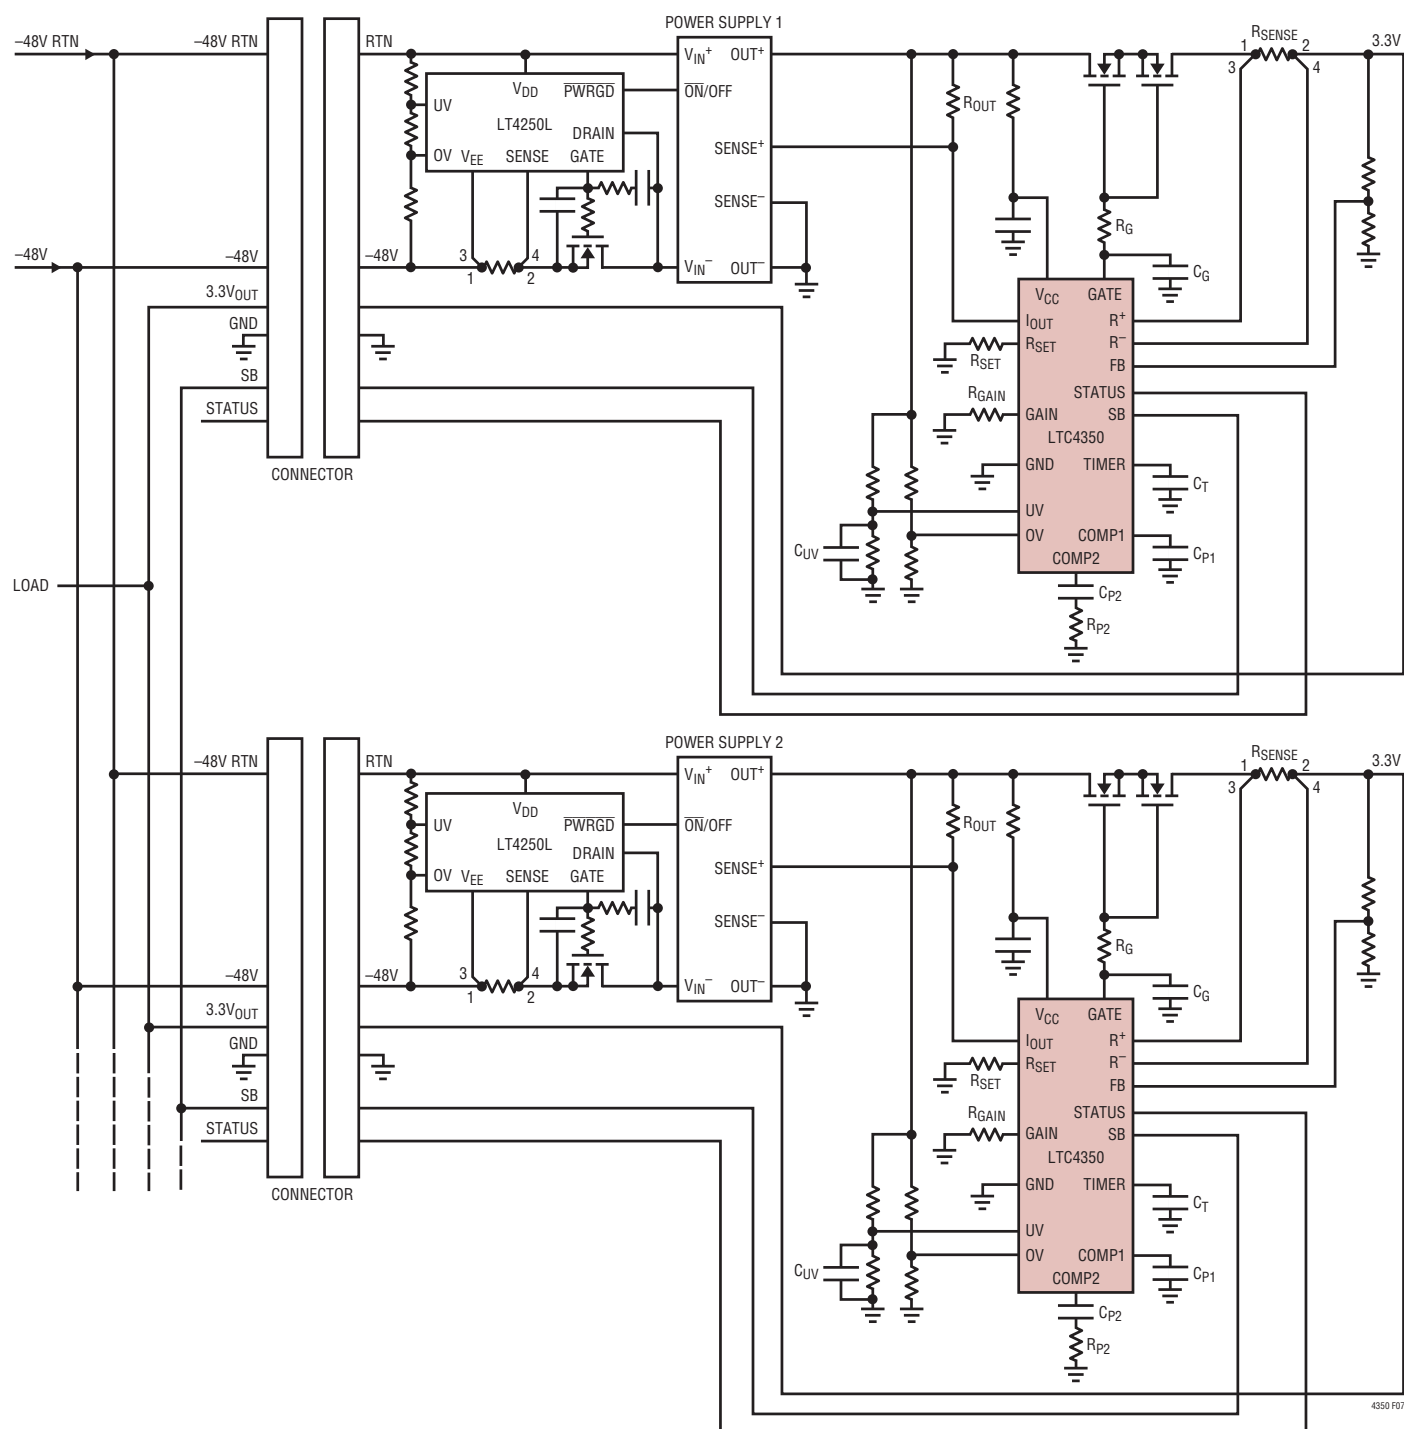 POWER SUPPLY 1
–48V RTN
–48V RTN
RTN
VIN+
OUT+
RSENSE
1
2
3
4
3.3V
VDD
PWRGD
ON/OFF
UV
LT4250L
ROUT
DRAIN
SENSE+
OV
VEE
SENSE
GATE
SENSE–
RG
–48V
–48V
–48V
3
4
1
2
VIN–
OUT–
CG
3.3VOUT
VCC
GATE
GND
IOUT
R+
RSET
RSET
R–
FB
SB
STATUS
RGAIN
STATUS
GAIN
SB
LTC4350
CONNECTOR
GND
TIMER
CT
UV
OV
COMP1
CUV
CP1
COMP2
LOAD
CP2
RP2
POWER SUPPLY 2
–48V RTN
RTN
VIN+
OUT+
RSENSE
1
2
3
4
3.3V
VDD
PWRGD
ON/OFF
UV
LT4250L
ROUT
DRAIN
SENSE+
OV
VEE
SENSE
GATE
SENSE–
RG
–48V
–48V
3
4
1
2
VIN–
OUT–
CG
3.3VOUT
VCC
GATE
GND
IOUT
R+
RSET
RSET
R–
FB
SB
STATUS
RGAIN
STATUS
GAIN
SB
LTC4350
CONNECTOR
GND
TIMER
CT
UV
OV
COMP1
CUV
CP1
COMP2
CP2
RP2
4350 F07